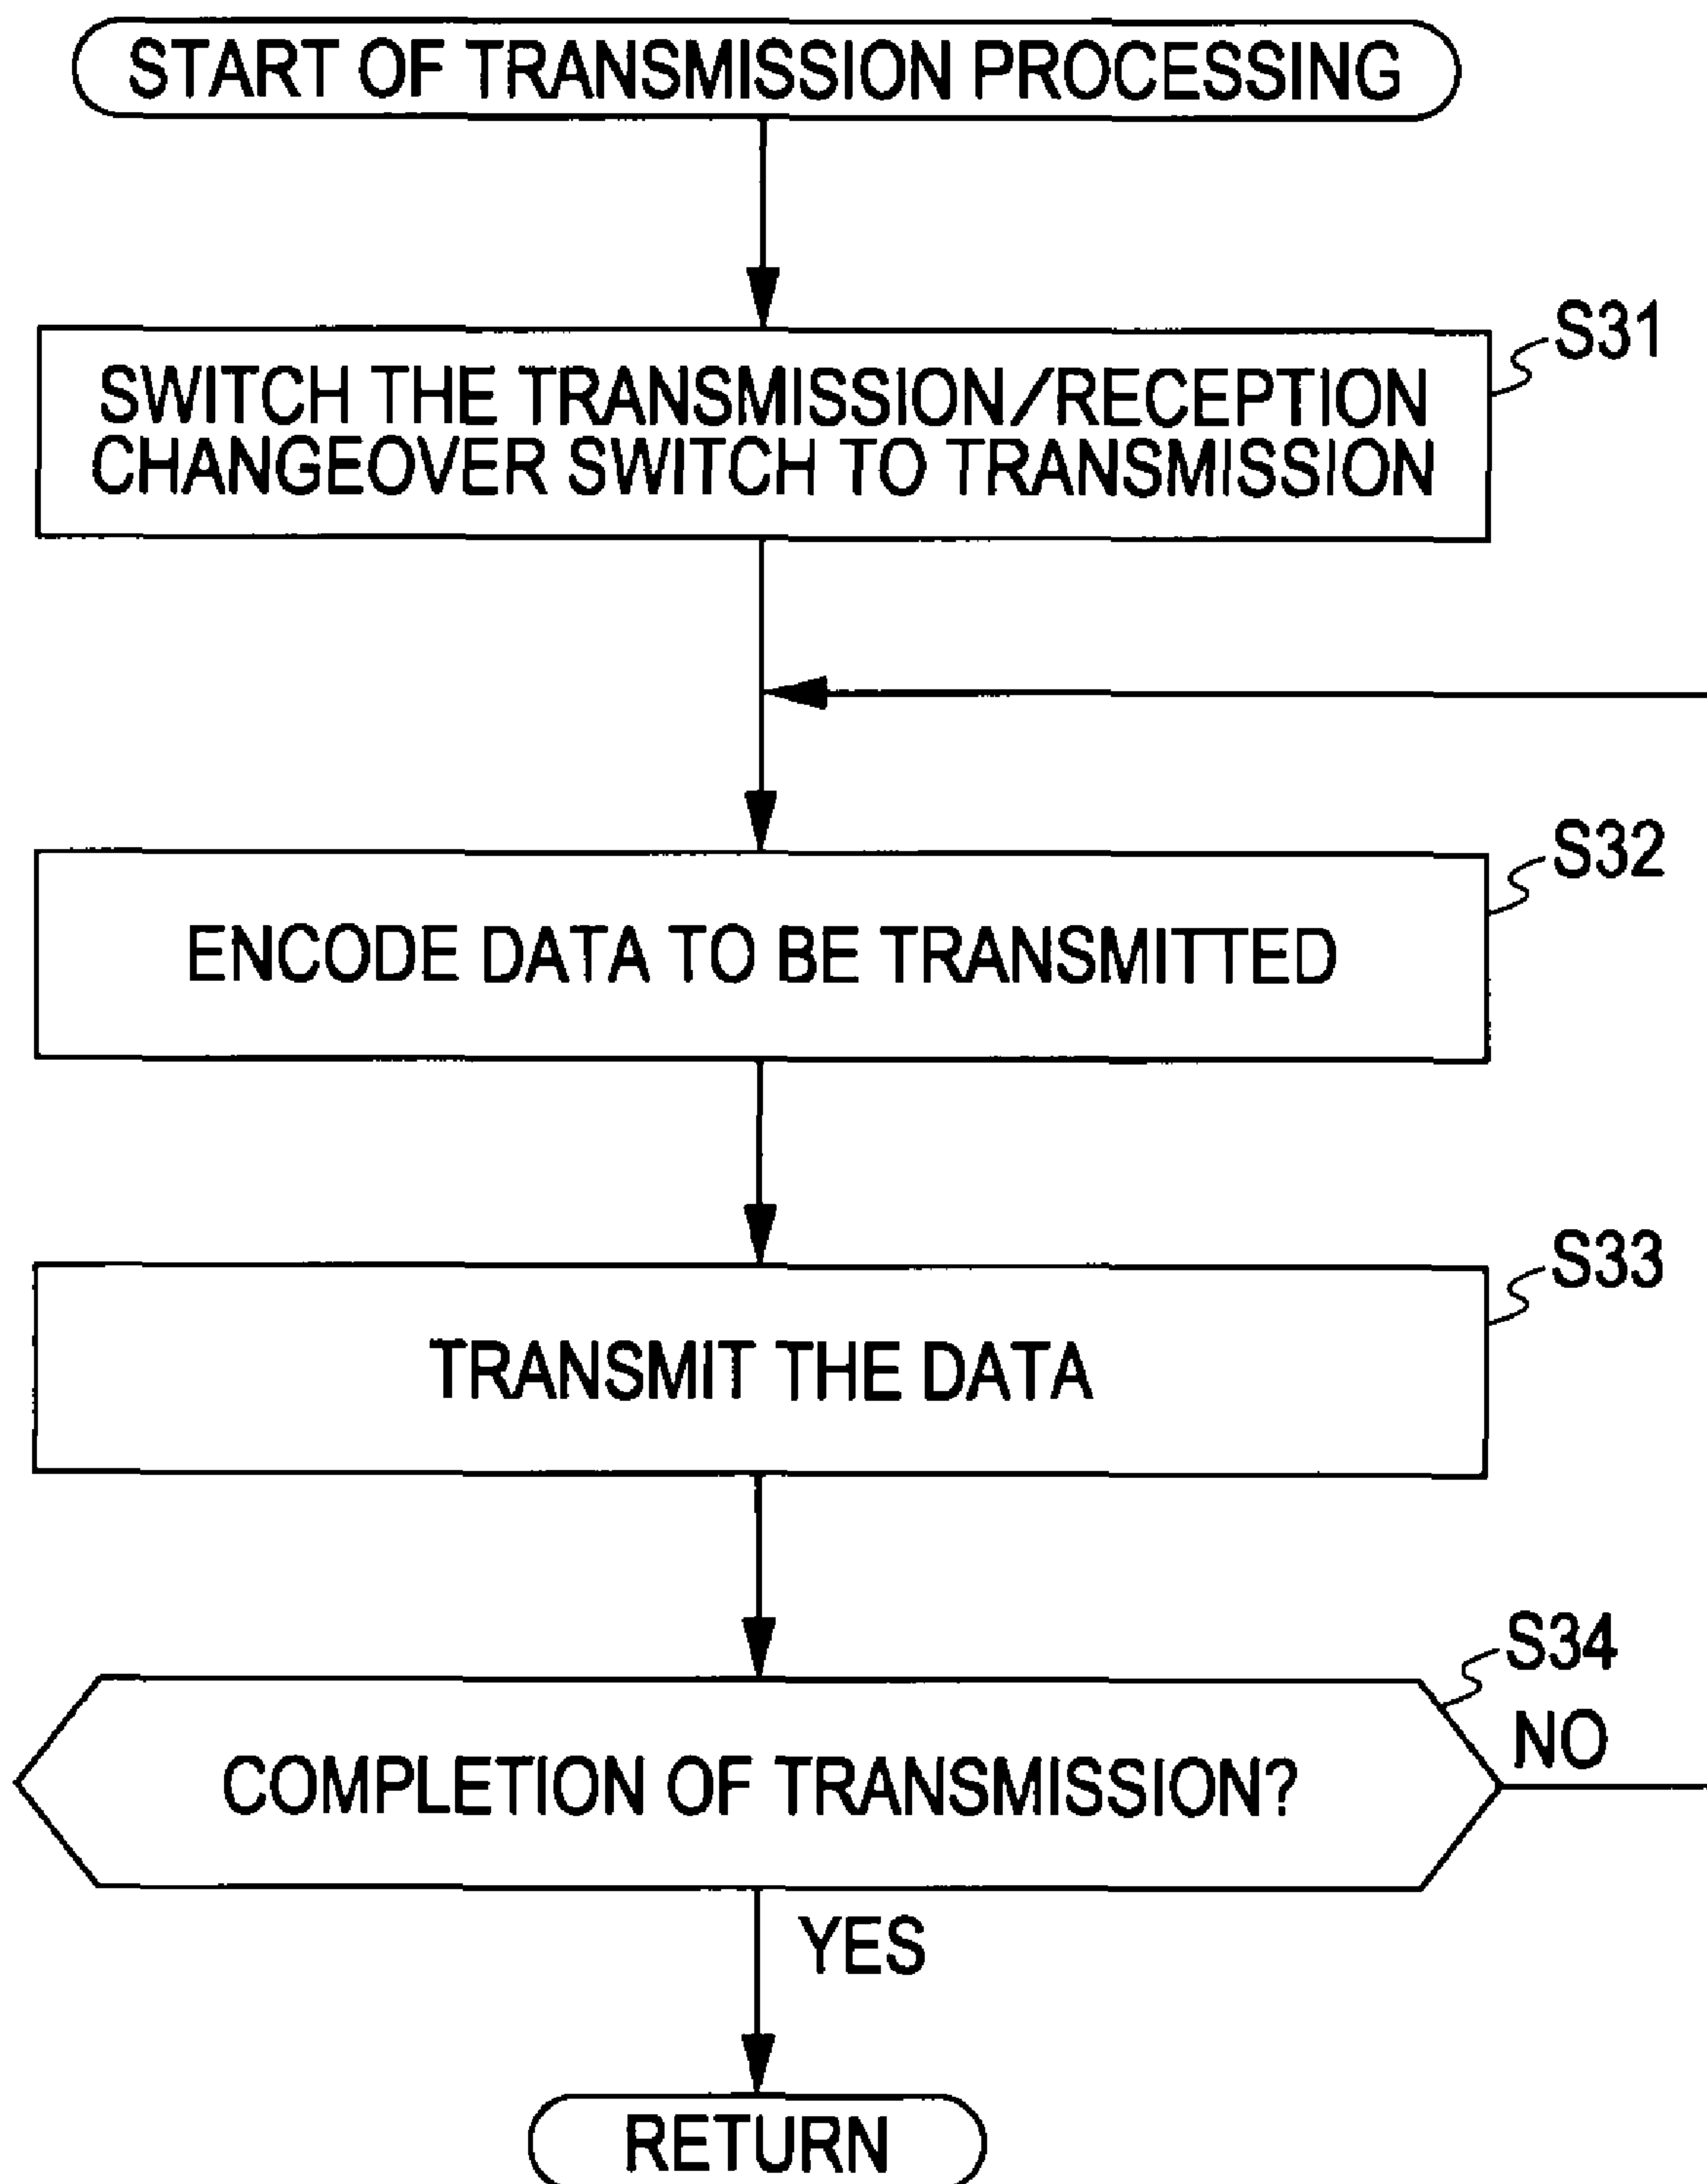 START OF TRANSMISSION PROCESSING
S31
SWITCH THE TRANSMISSION/RECEPTION
CHANGEOVER SWITCH TO TRANSMISSION
S32
ENCODE DATA TO BE TRANSMITTED
S33
TRANSMIT THE DATA
S34
NO
COMPLETION OF TRANSMISSION?
YES
RETURN